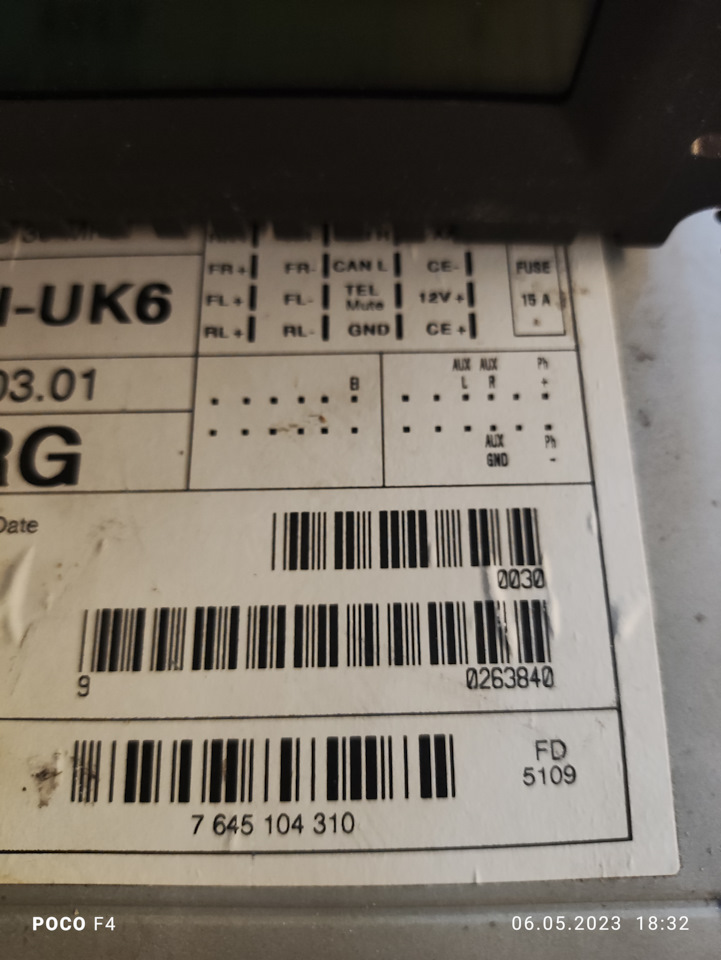 FR+ FR- CAN L CE- FUSE
-UK6
FL+ FL- TEL Mute 12V+ 15 A
RL+ RL- GND CE+
03.01
AUX AUX Ph
B L R +
RG
AUX Ph
GND -
Date
0030
9 0263840
FD
5109
7 645 104 310
POCO F4 06.05.2023 18:32